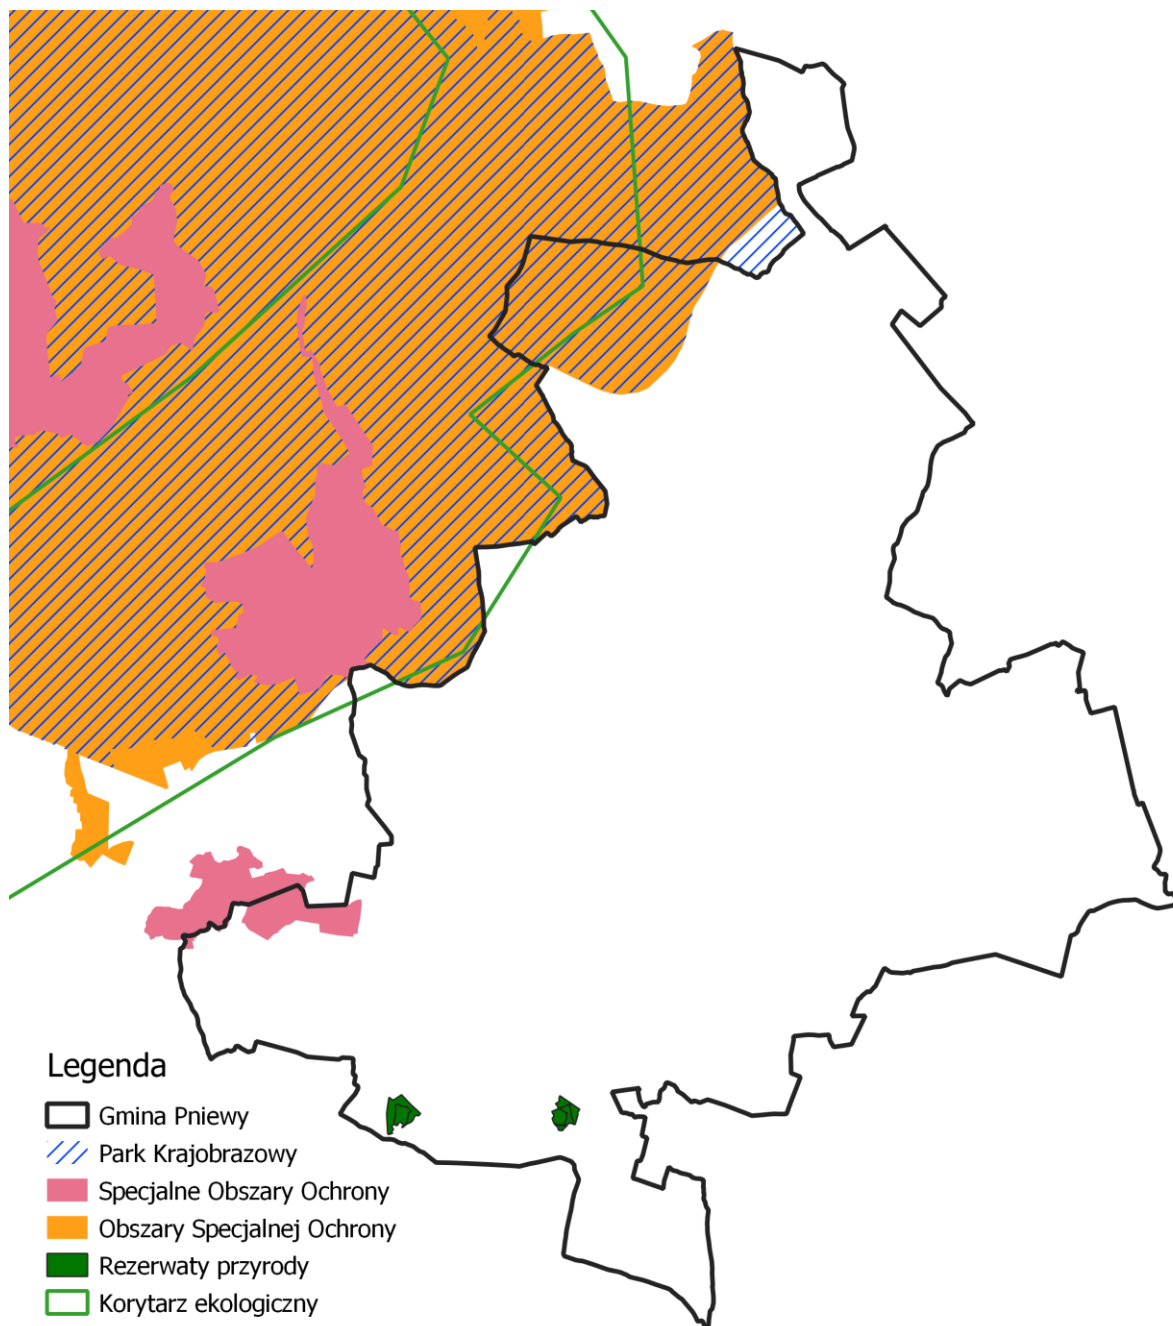 Legenda
Gmina Pniewy
Park Krajobrazowy
Specjalne Obszary Ochrony
Obszary Specjalnej Ochrony
Rezerwaty przyrody
Korytarz ekologiczny